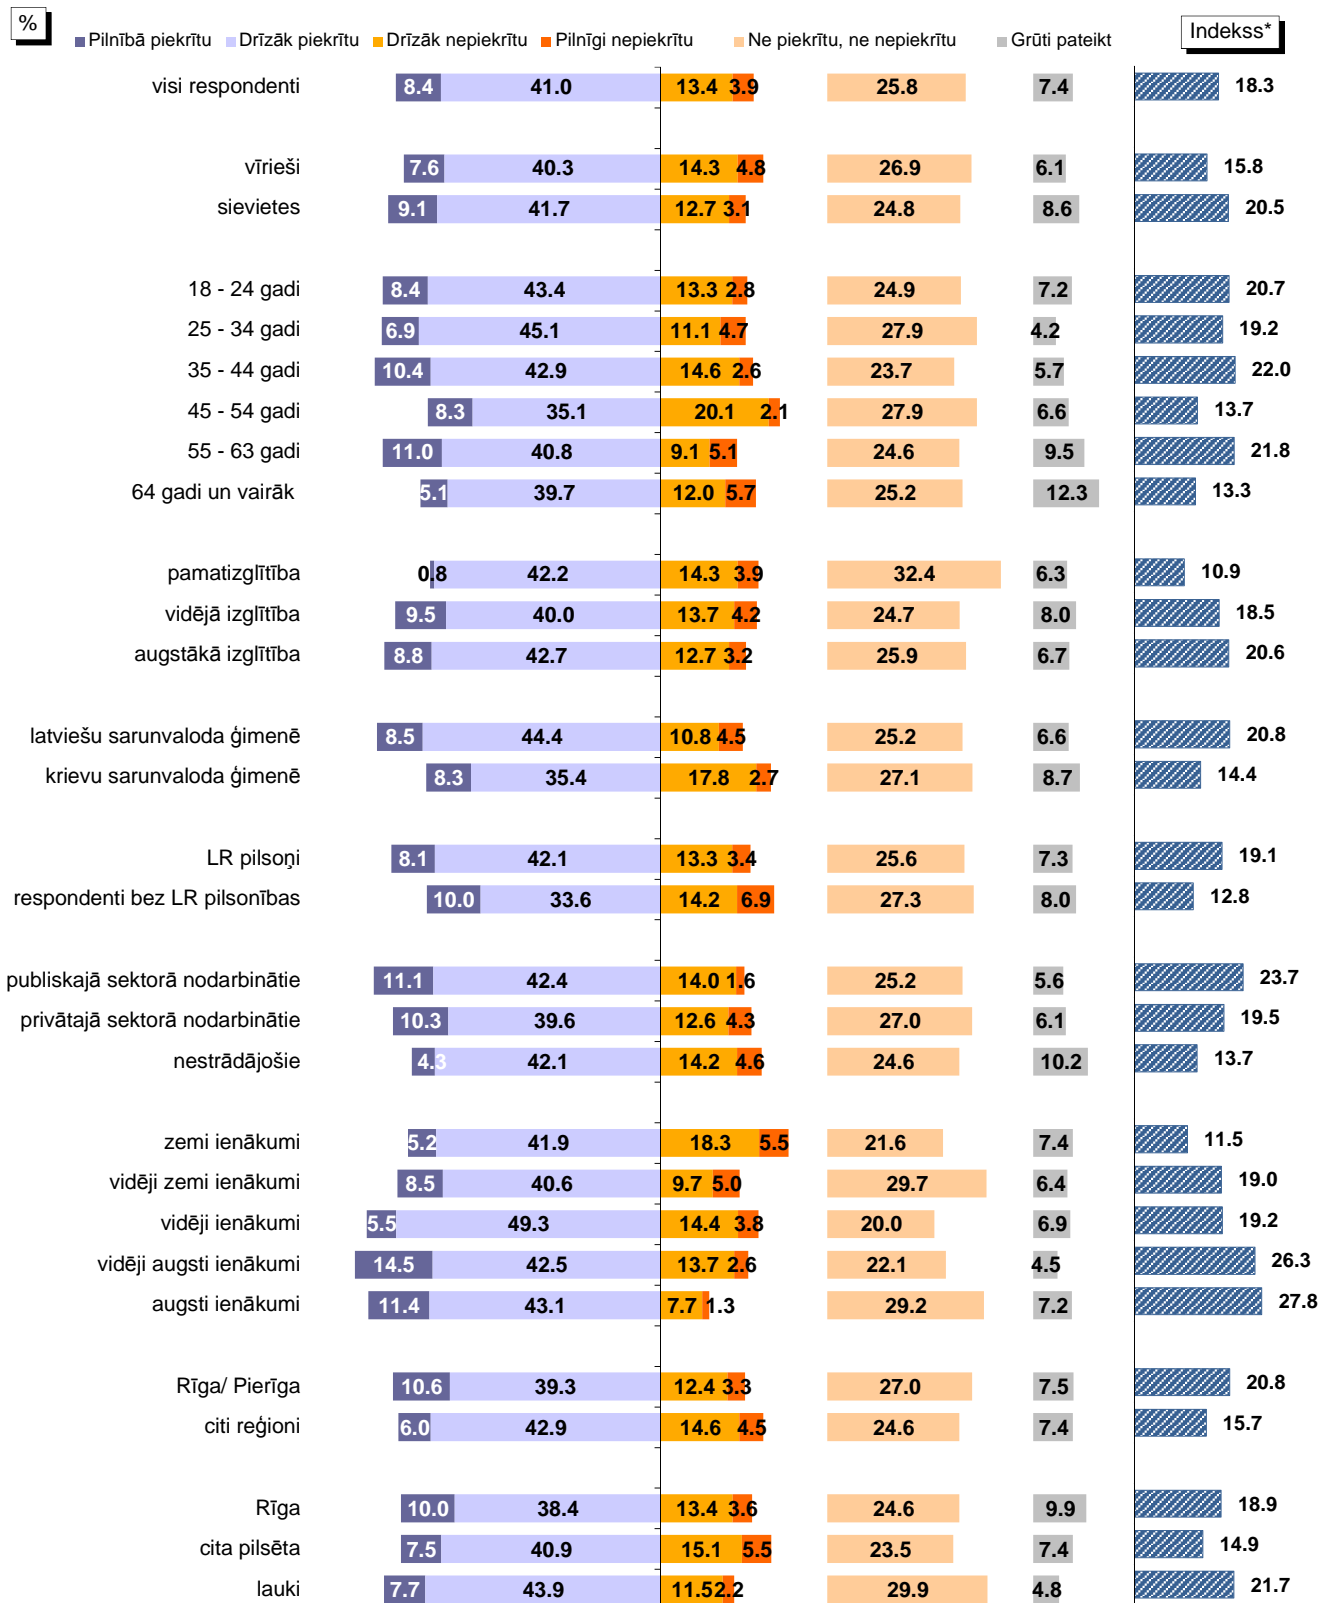 %
Pilnībā piekrītu Drīzāk piekrītu Drīzāk nepiekrītu Pilnīgi nepiekrītu Ne piekrītu, ne nepiekrītu Grūti pateikt Indekss*
visi respondenti 8.4 41.0 13.4 3.9 25.8 7.4 18.3
vīrieši 7.6 40.3 14.3 4.8 26.9 6.1 15.8
sievietes 9.1 41.7 12.7 3.1 24.8 8.6 20.5
18 - 24 gadi 8.4 43.4 13.3 2.8 24.9 7.2 20.7
25 - 34 gadi 6.9 45.1 11.1 4.7 27.9 4.2 19.2
35 - 44 gadi 10.4 42.9 14.6 2.6 23.7 5.7 22.0
45 - 54 gadi 8.3 35.1 20.1 2.1 27.9 6.6 13.7
55 - 63 gadi 11.0 40.8 9.1 5.1 24.6 9.5 21.8
64 gadi un vairāk 5.1 39.7 12.0 5.7 25.2 12.3 13.3
pamatizglītība 0.8 42.2 14.3 3.9 32.4 6.3 10.9
vidējā izglītība 9.5 40.0 13.7 4.2 24.7 8.0 18.5
augstākā izglītība 8.8 42.7 12.7 3.2 25.9 6.7 20.6
latviešu sarunvaloda ģimenē 8.5 44.4 10.8 4.5 25.2 6.6 20.8
krievu sarunvaloda ģimenē 8.3 35.4 17.8 2.7 27.1 8.7 14.4
LR pilsoņi 8.1 42.1 13.3 3.4 25.6 7.3 19.1
respondenti bez LR pilsonības 10.0 33.6 14.2 6.9 27.3 8.0 12.8
publiskajā sektorā nodarbinātie 11.1 42.4 14.0 1.6 25.2 5.6 23.7
privātajā sektorā nodarbinātie 10.3 39.6 12.6 4.3 27.0 6.1 19.5
nestrādājošie 4.3 42.1 14.2 4.6 24.6 10.2 13.7
zemi ienākumi 5.2 41.9 18.3 5.5 21.6 7.4 11.5
vidēji zemi ienākumi 8.5 40.6 9.7 5.0 29.7 6.4 19.0
vidēji ienākumi 5.5 49.3 14.4 3.8 20.0 6.9 19.2
vidēji augsti ienākumi 14.5 42.5 13.7 2.6 22.1 4.5 26.3
augsti ienākumi 11.4 43.1 7.7 1.3 29.2 7.2 27.8
Rīga/ Pierīga 10.6 39.3 12.4 3.3 27.0 7.5 20.8
citi reģioni 6.0 42.9 14.6 4.5 24.6 7.4 15.7
Rīga 10.0 38.4 13.4 3.6 24.6 9.9 18.9
cita pilsēta 7.5 40.9 15.1 5.5 23.5 7.4 14.9
lauki 7.7 43.9 11.5 2.2 29.9 4.8 21.7